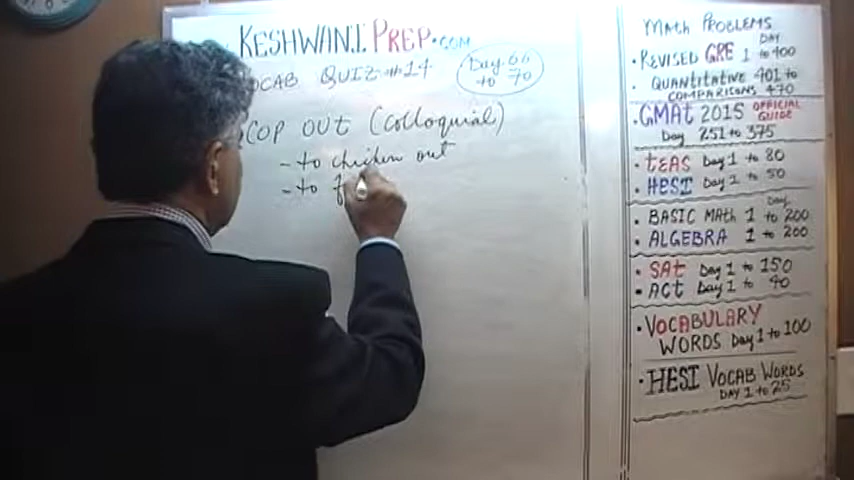 KESHWANI PREP.COM
VOCAB QUIZ #14
Day 66 to 70
COP OUT (Colloquial)
- to chicken out
- to f
MATH PROBLEMS
DAY
• REVISED GRE 1 to 400
• QUANTITATIVE 401 to
COMPARISONS 470
• GMAT 2015 OFFICIAL GUIDE
Day 251 to 375
• TEAS Day 1 to 80
• HESI Day 1 to 50
Day
• BASIC MATH 1 to 200
• ALGEBRA 1 to 200
• SAT Day 1 to 150
• ACT Day 1 to 40
• VOCABULARY
WORDS Day 1 to 100
• HESI VOCAB WORDS
DAY 1 to 25